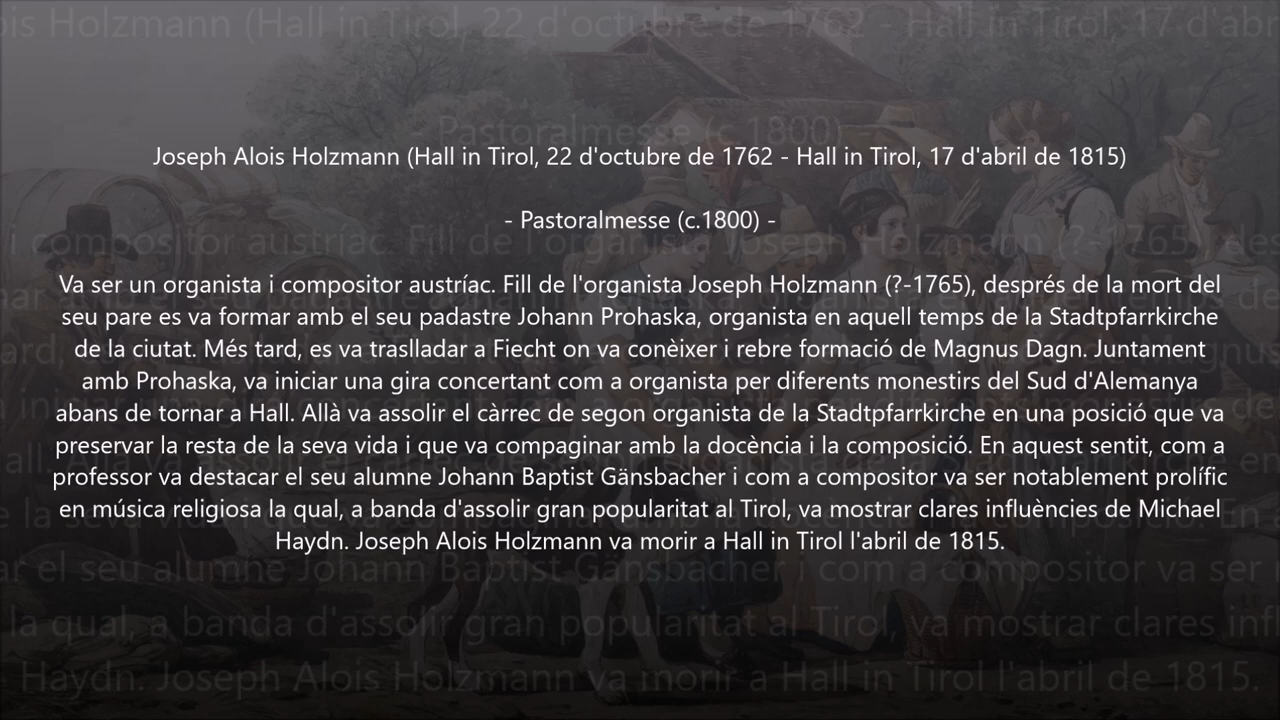 Joseph Alois Holzmann (Hall in Tirol, 22 d'octubre de 1762 - Hall in Tirol, 17 d'abril de 1815)
- Pastoralmesse (c.1800) -
Va ser un organista i compositor austríac. Fill de l'organista Joseph Holzmann (?-1765), després de la mort del
seu pare es va formar amb el seu padastre Johann Prohaska, organista en aquell temps de la Stadtpfarrkirche
de la ciutat. Més tard, es va traslladar a Fiecht on va conèixer i rebre formació de Magnus Dagn. Juntament
amb Prohaska, va iniciar una gira concertant com a organista per diferents monestirs del Sud d'Alemanya
abans de tornar a Hall. Allà va assolir el càrrec de segon organista de la Stadtpfarrkirche en una posició que va
preservar la resta de la seva vida i que va compaginar amb la docència i la composició. En aquest sentit, com a
professor va destacar el seu alumne Johann Baptist Gänsbacher i com a compositor va ser notablement prolífic
en música religiosa la qual, a banda d'assolir gran popularitat al Tirol, va mostrar clares influències de Michael
Haydn. Joseph Alois Holzmann va morir a Hall in Tirol l'abril de 1815.